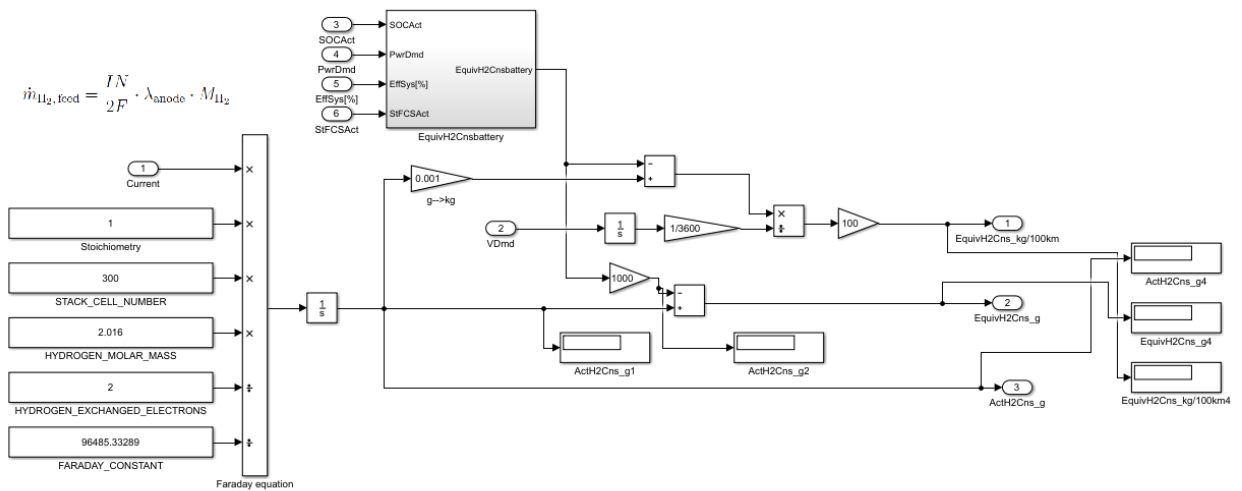 3
SOCAct
4
PwrDmd
5
EffSys[%]
6
StFCSAct
SOCAct
PwrDmd
EffSys[%]
StFCSAct
EquivH2Cnsbattery
EquivH2Cnsbattery
ṁ_H₂,feed = IN/2F · λ_anode · M_H₂
1
Current
1
Stoichiometry
300
STACK_CELL_NUMBER
2.016
HYDROGEN_MOLAR_MASS
2
HYDROGEN_EXCHANGED_ELECTRONS
96485.33289
FARADAY_CONSTANT
×
×
×
×
÷
÷
Faraday equation
1/s
0.001
g-->kg
−
+
2
VDmd
1/s
1/3600
×
÷
100
1
EquivH2Cns_kg/100km
1000
−
+
2
EquivH2Cns_g
ActH2Cns_g1
ActH2Cns_g2
3
ActH2Cns_g
ActH2Cns_g4
EquivH2Cns_g4
EquivH2Cns_kg/100km4